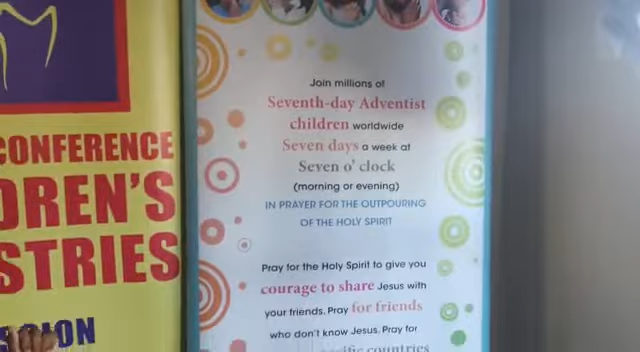 CONFERENCE
DREN'S
STRIES
Join millions of
Seventh-day Adventist
children worldwide
Seven days a week at
Seven o' clock
(morning or evening)
IN PRAYER FOR THE OUTPOURING
OF THE HOLY SPIRIT
Pray for the Holy Spirit to give you
courage to share Jesus with
your friends. Pray for friends
who don't know Jesus. Pray for
countries